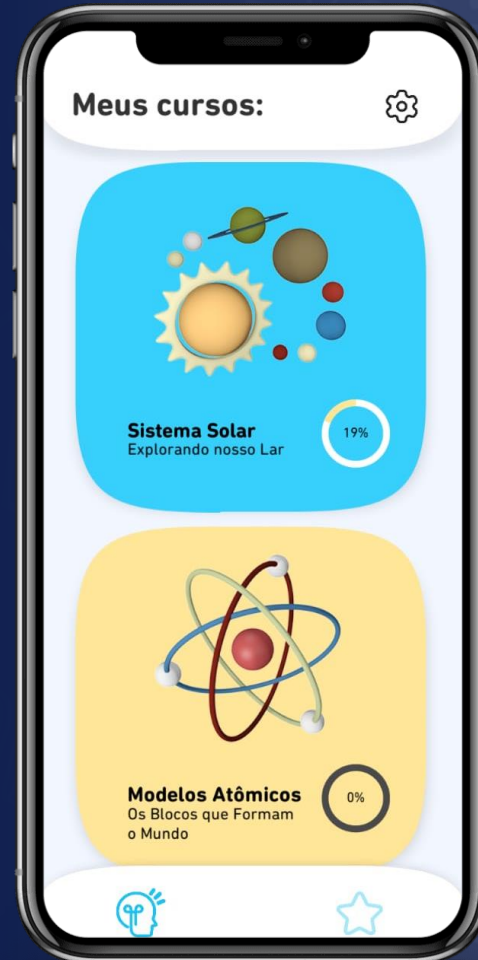 Meus cursos:
Sistema Solar
Explorando nosso Lar
19%
Modelos Atômicos
Os Blocos que Formam
o Mundo
0%